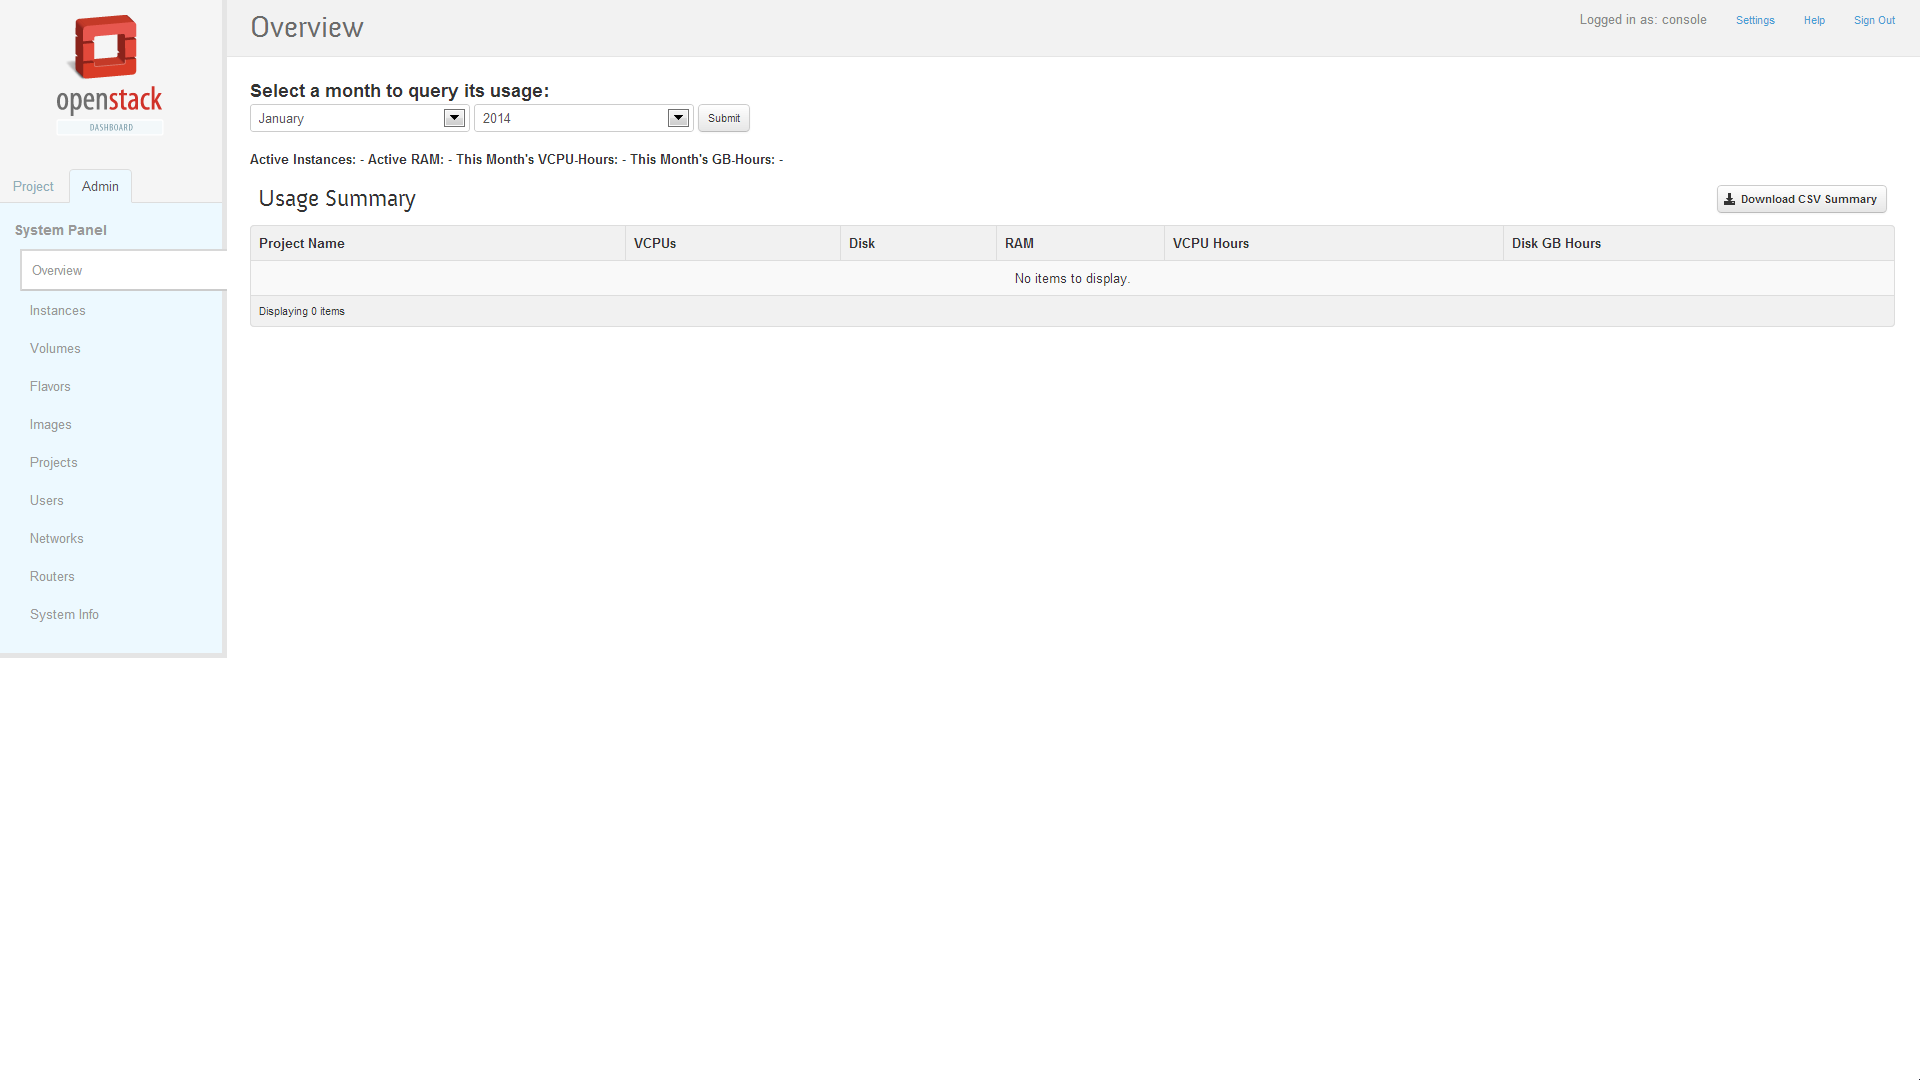 openstack
DASHBOARD
Project
Admin
System Panel
Overview
Instances
Volumes
Flavors
Images
Projects
Users
Networks
Routers
System Info
Overview
Logged in as: console
Settings
Help
Sign Out
Select a month to query its usage:
January
2014
Submit
Active Instances: - Active RAM: - This Month's VCPU-Hours: - This Month's GB-Hours: -
Usage Summary
Download CSV Summary
Project Name
VCPUs
Disk
RAM
VCPU Hours
Disk GB Hours
No items to display.
Displaying 0 items